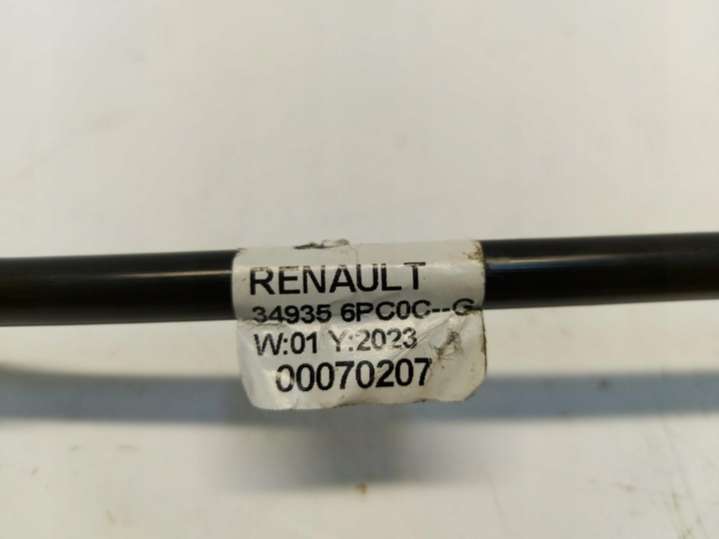 RENAULT
34935 6PC0C--G
W:01 Y:2023
00070207